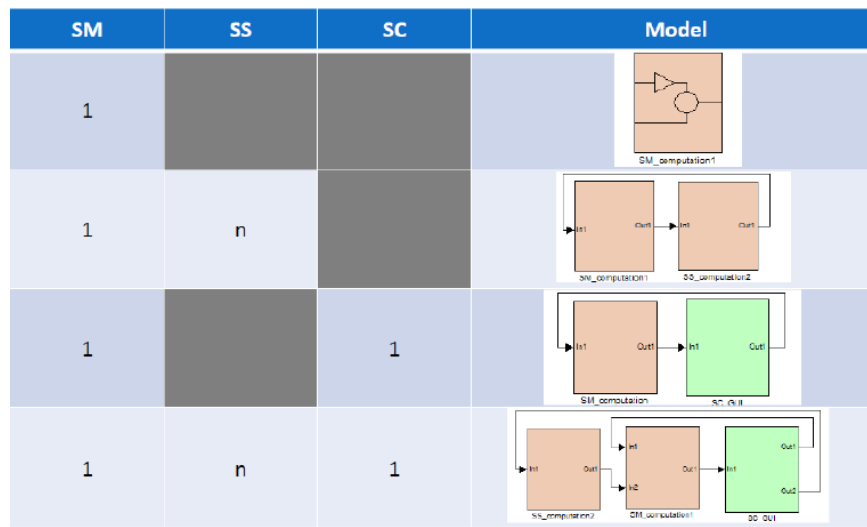 SM SS SC Model
1
SM_computation1
1 n
In1 Out1 In1 Out1
SM_computation1 SS_computation2
1 1
In1 Out1 In1 Out1
SM_computation SC_GUI
1 n 1
In1 Out1 In1 In2 Out1 In1 Out1 Out2
SS_computation2 SM_computation1 SC_GUI